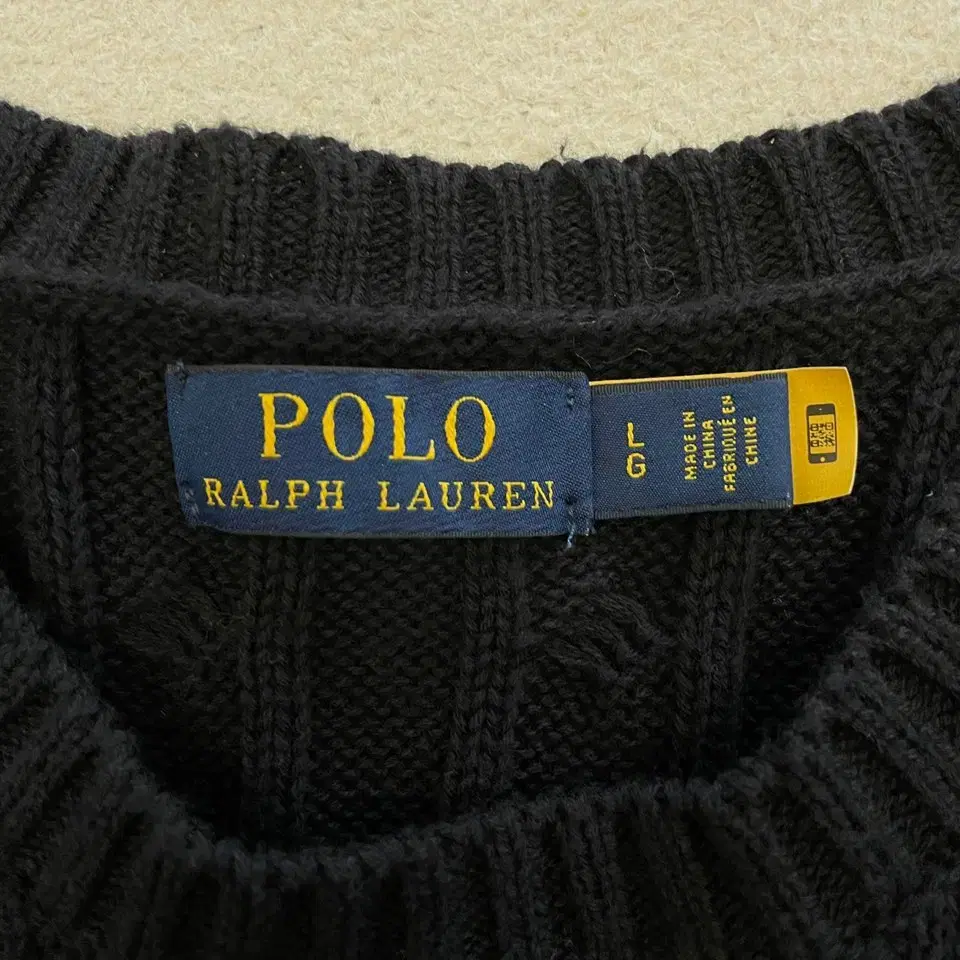 POLO
RALPH LAUREN
L
G
MADE IN
CHINA
FABRIQUÉ EN
CHINE